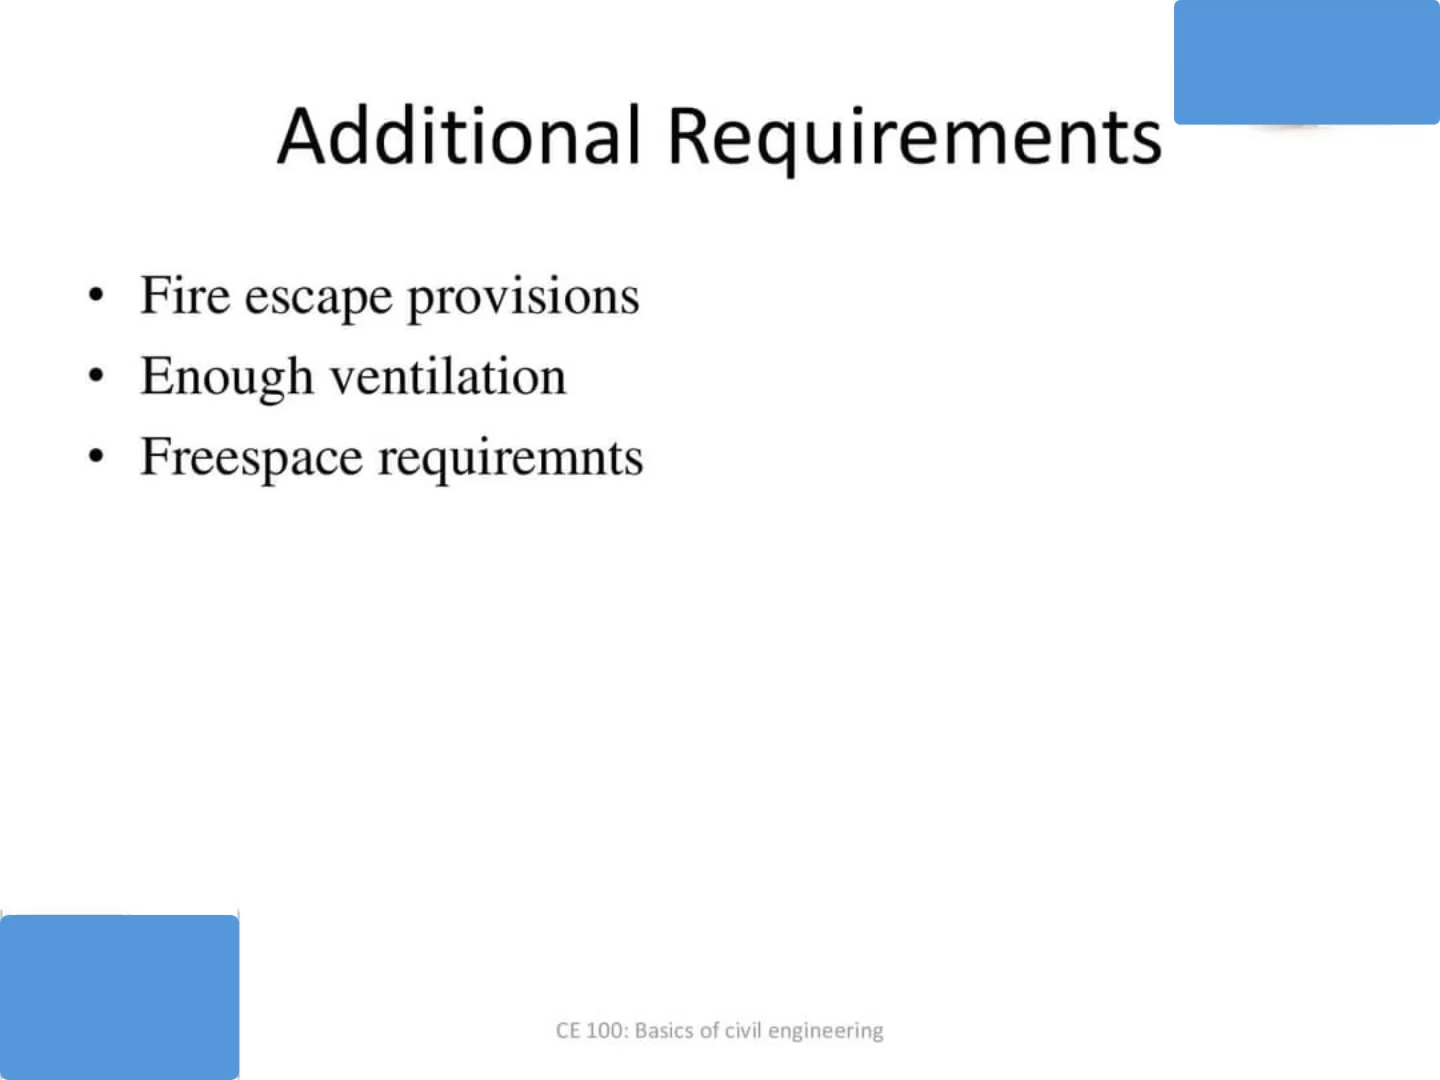 Additional Requirements
• Fire escape provisions
• Enough ventilation
• Freespace requiremnts
CE 100: Basics of civil engineering